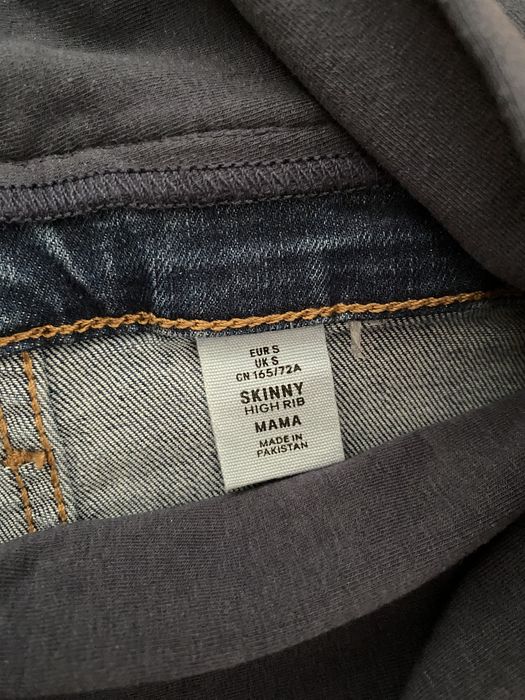 EUR S
UK S
CN 165/72A
SKINNY
HIGH RIB
MAMA
MADE IN
PAKISTAN